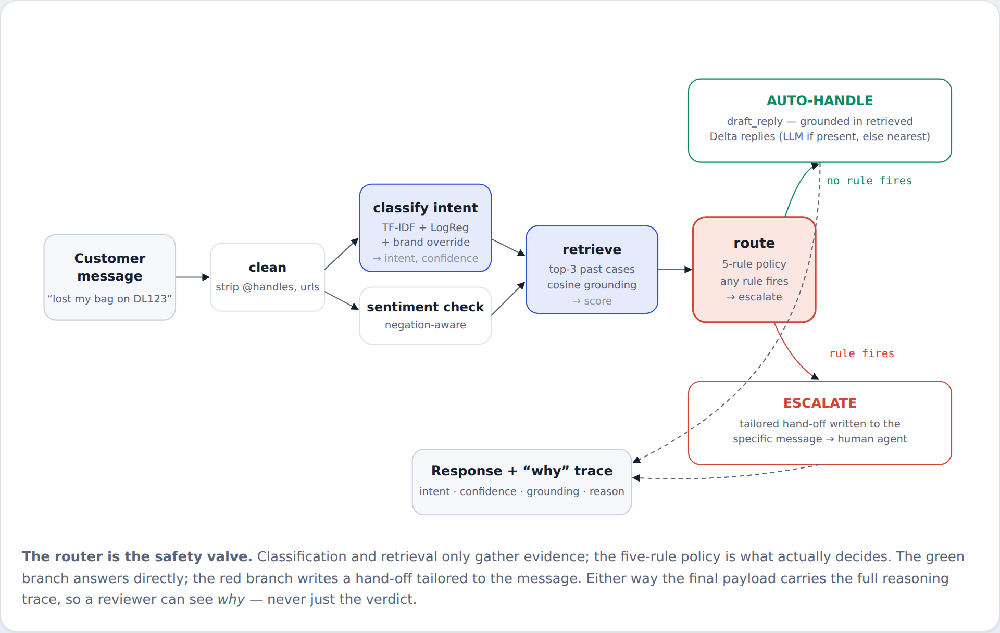 Customer
message
“lost my bag on DL123”
clean
strip @handles, urls
classify intent
TF-IDF + LogReg
+ brand override
→ intent, confidence
sentiment check
negation-aware
retrieve
top-3 past cases
cosine grounding
→ score
route
5-rule policy
any rule fires
→ escalate
AUTO-HANDLE
draft_reply — grounded in retrieved
Delta replies (LLM if present, else nearest)
no rule fires
rule fires
ESCALATE
tailored hand-off written to the
specific message → human agent
Response + “why” trace
intent · confidence · grounding · reason
The router is the safety valve. Classification and retrieval only gather evidence; the five-rule policy is what actually decides. The green
branch answers directly; the red branch writes a hand-off tailored to the message. Either way the final payload carries the full reasoning
trace, so a reviewer can see why — never just the verdict.